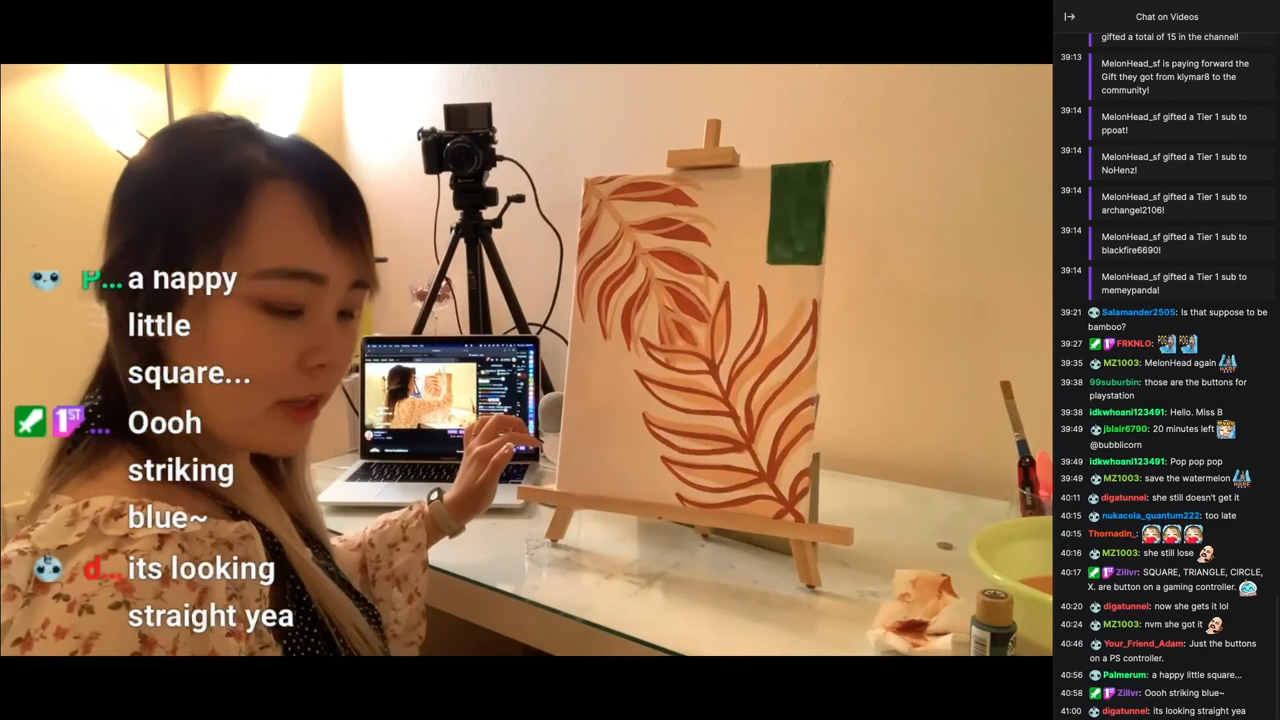 P... a happy
little
square...
1ST ... Oooh
striking
blue~
d... its looking
straight yea
Chat on Videos
gifted a total of 15 in the channel!
39:13 MelonHead_sf is paying forward the
Gift they got from klymar8 to the
community!
39:14 MelonHead_sf gifted a Tier 1 sub to
ppoat!
39:14 MelonHead_sf gifted a Tier 1 sub to
NoHenz!
39:14 MelonHead_sf gifted a Tier 1 sub to
archangel2106!
39:14 MelonHead_sf gifted a Tier 1 sub to
blackfire6690!
39:14 MelonHead_sf gifted a Tier 1 sub to
memeypanda!
39:21 Salamander2505: Is that suppose to be
bamboo?
39:27 1ST FRKNLO: POG POG
39:35 MZ1003: MelonHead again HYPE
39:38 99suburbin: those are the buttons for
playstation
39:38 idkwhoani123491: Hello. Miss B
39:49 jblair6790: 20 minutes left
@bubblicorn
39:49 idkwhoani123491: Pop pop pop
39:49 MZ1003: save the watermelon HYPE
40:11 digatunnel: she still doesn't get it
40:15 nukacola_quantum222: too late
40:15 Thornadin_:
40:16 MZ1003: she still lose
40:17 1ST Zillvr: SQUARE, TRIANGLE, CIRCLE,
X. are button on a gaming controller.
40:20 digatunnel: now she gets it lol
40:24 MZ1003: nvm she got it
40:46 Your_Friend_Adam: Just the buttons
on a PS controller.
40:56 Palmerum: a happy little square...
40:58 1ST Zillvr: Oooh striking blue~
41:00 digatunnel: its looking straight yea